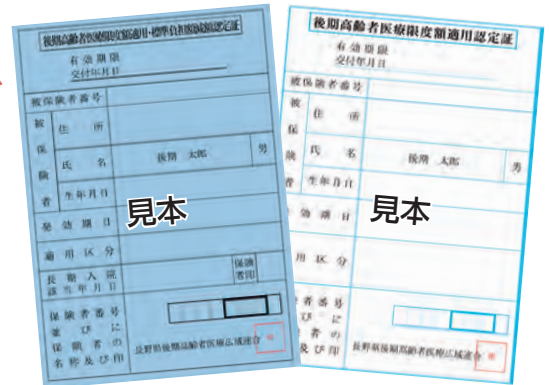 後期高齢者医療限度額適用・標準負担額減額認定証
有効期限
交付年月日
被保険者番号
被保険者
住所
氏名
後期 太郎
男
生年月日
発効期日
適用区分
長期入院
該当年月日
保険
者印
保険者番号
並びに
保険者の
名称及び印
長野県後期高齢者医療広域連合
見本
後期高齢者医療限度額適用認定証
有効期限
交付年月日
被保険者番号
被保険者
住所
氏名
後期 太郎
男
生年月日
効期日
用区分
者番号
びに
者の
及び印
長野県後期高齢者医療広域連合
見本